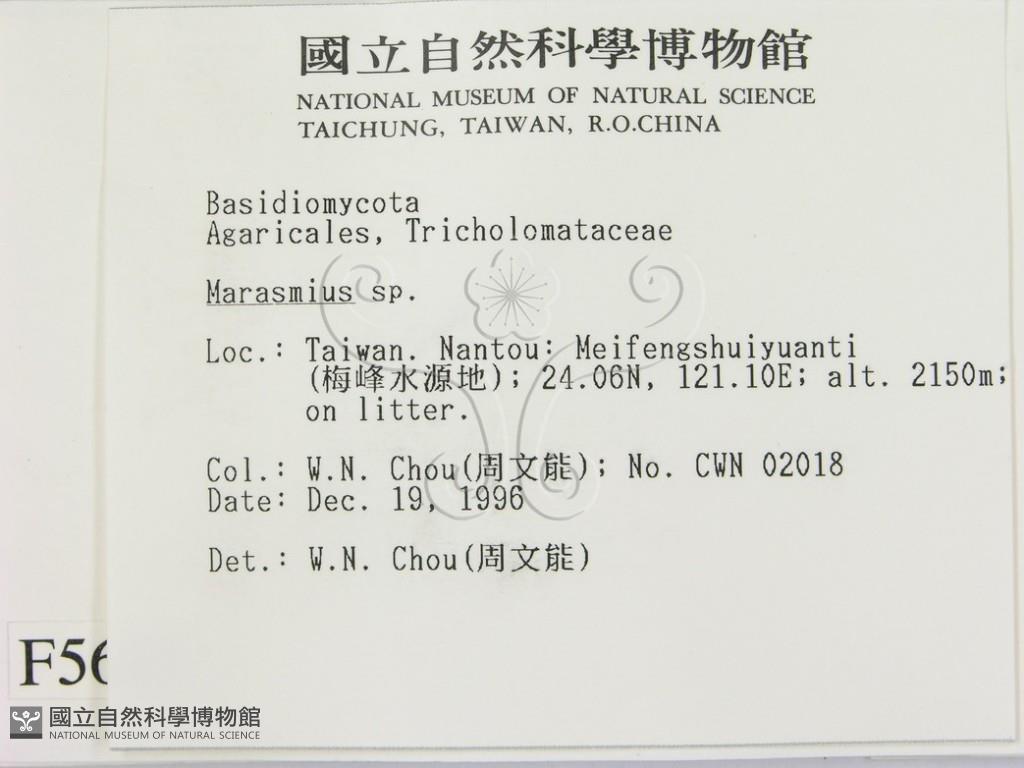 國立自然科學博物館
NATIONAL MUSEUM OF NATURAL SCIENCE
TAICHUNG, TAIWAN, R.O.CHINA
Basidiomycota
Agaricales, Tricholomataceae
Marasmius sp.
Loc.: Taiwan. Nantou: Meifengshuiyuanti
(梅峰水源地); 24.06N, 121.10E; alt. 2150m;
on litter.
Col.: W.N. Chou(周文能); No. CWN 02018
Date: Dec. 19, 1996
Det.: W.N. Chou(周文能)
F56
國立自然科學博物館
NATIONAL MUSEUM OF NATURAL SCIENCE